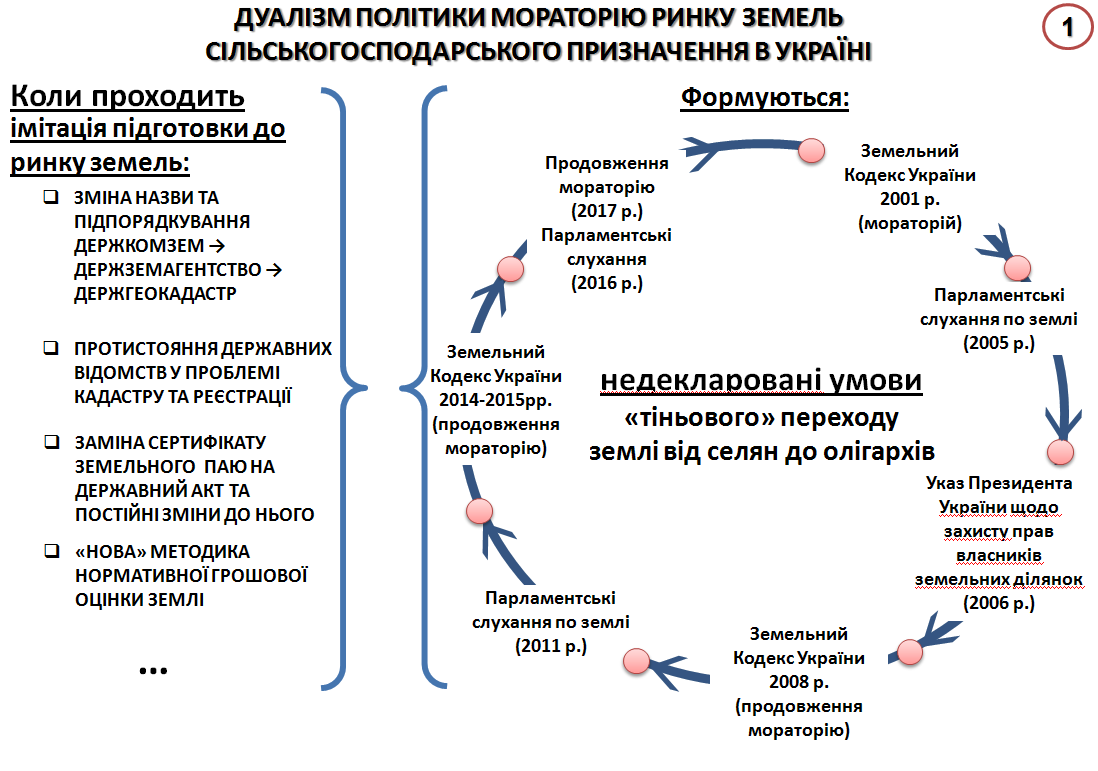 ДУАЛІЗМ ПОЛІТИКИ МОРАТОРІЮ РИНКУ ЗЕМЕЛЬ
СІЛЬСЬКОГОСПОДАРСЬКОГО ПРИЗНАЧЕННЯ В УКРАЇНІ
1
Коли проходить
імітація підготовки до
ринку земель:
❑ ЗМІНА НАЗВИ ТА
ПІДПОРЯДКУВАННЯ
ДЕРЖКОМЗЕМ →
ДЕРЖЗЕМАГЕНТСТВО →
ДЕРЖГЕОКАДАСТР
❑ ПРОТИСТОЯННЯ ДЕРЖАВНИХ
ВІДОМСТВ У ПРОБЛЕМІ
КАДАСТРУ ТА РЕЄСТРАЦІЇ
❑ ЗАМІНА СЕРТИФІКАТУ
ЗЕМЕЛЬНОГО ПАЮ НА
ДЕРЖАВНИЙ АКТ ТА
ПОСТІЙНІ ЗМІНИ ДО НЬОГО
❑ «НОВА» МЕТОДИКА
НОРМАТИВНОЇ ГРОШОВОЇ
ОЦІНКИ ЗЕМЛІ
...
Формуються:
Земельний
Кодекс України
2001 р.
(мораторій)
Парламентські
слухання по землі
(2005 р.)
Указ Президента
України щодо
захисту прав
власників
земельних ділянок
(2006 р.)
Земельний
Кодекс України
2008 р.
(продовження
мораторію)
Парламентські
слухання по землі
(2011 р.)
Земельний
Кодекс України
2014-2015рр.
(продовження
мораторію)
Продовження
мораторію
(2017 р.)
Парламентські
слухання
(2016 р.)
недекларовані умови
«тіньового» переходу
землі від селян до олігархів